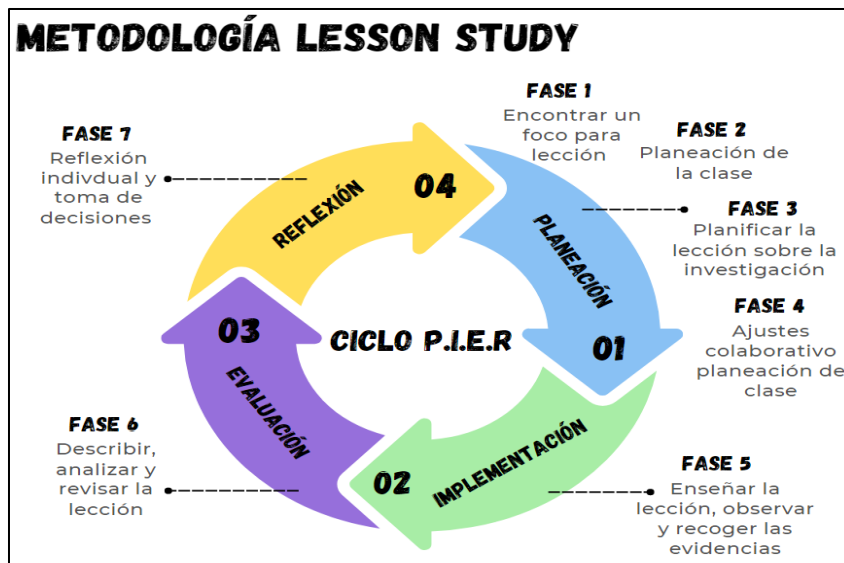 METODOLOGÍA LESSON STUDY
FASE 1
Encontrar un
foco para
lección
FASE 2
Planeación de
la clase
FASE 3
Planificar la
lección sobre la
investigación
FASE 4
Ajustes
colaborativo
planeación de
clase
PLANEACIÓN
01
FASE 5
Enseñar la
lección, observar
y recoger las
evidencias
IMPLEMENTACIÓN
02
FASE 6
Describir,
analizar y
revisar la
lección
EVALUACIÓN
03
FASE 7
Reflexión
indivdual y
toma de
decisiones
REFLEXIÓN
04
CICLO P.I.E.R